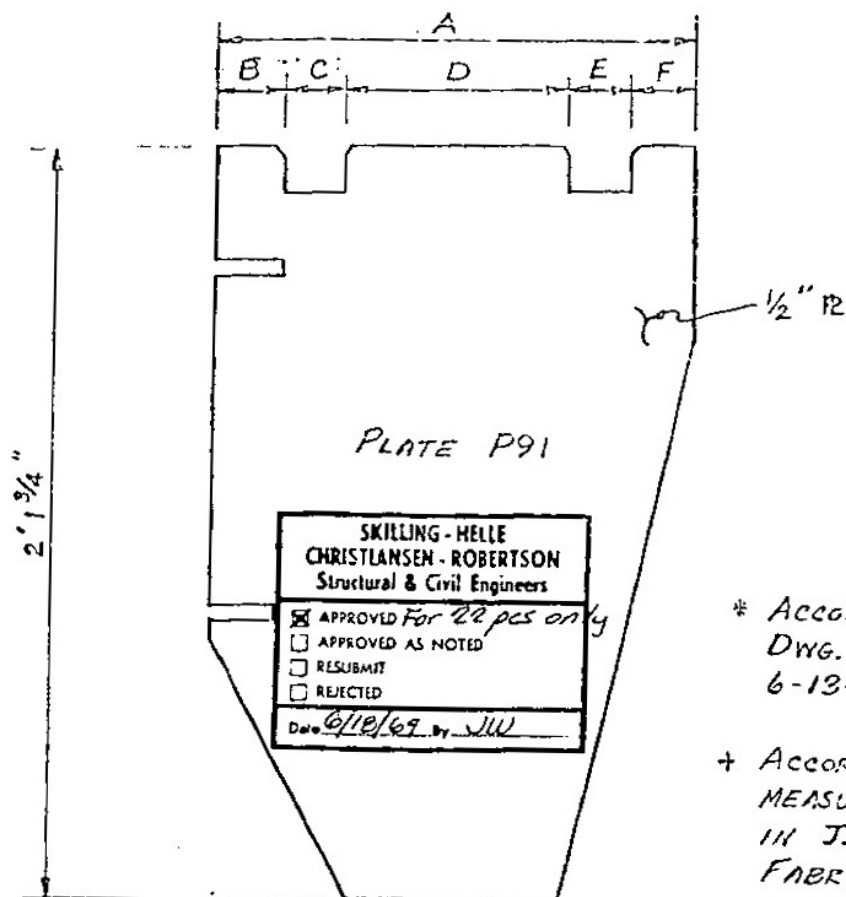 A
B C D E F
1/2" PL
2' 1 3/4"
PLATE P91
SKILLING - HELLE
CHRISTIANSEN - ROBERTSON
Structural & Civil Engineers
APPROVED For 22 pcs only
APPROVED AS NOTED
RESUBMIT
REJECTED
Date 6/18/69 By JW
* ACCO
DWG.
6-13-
+ ACCOR
MEASU
IN
FABR